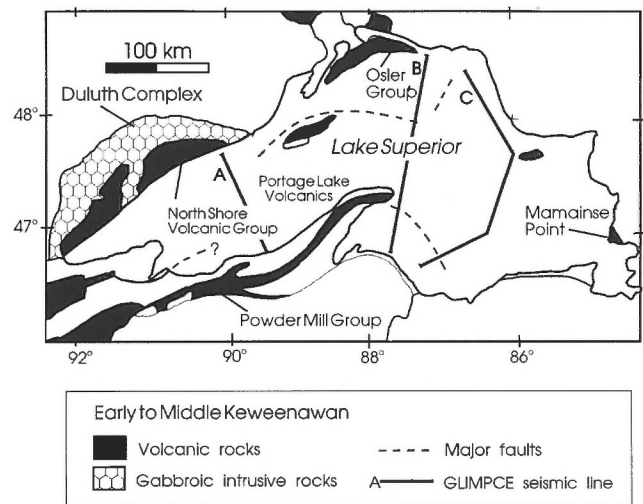 100 km
Osler
Group
B
C
48°
Duluth Complex
Lake Superior
A
Portage Lake
Volcanics
North Shore
Volcanic Group
47°
Mamainse
Point
?
Powder Mill Group
92°
90°
88°
86°
Early to Middle Keweenawan
Volcanic rocks
Major faults
Gabbroic intrusive rocks
A
GLIMPCE seismic line